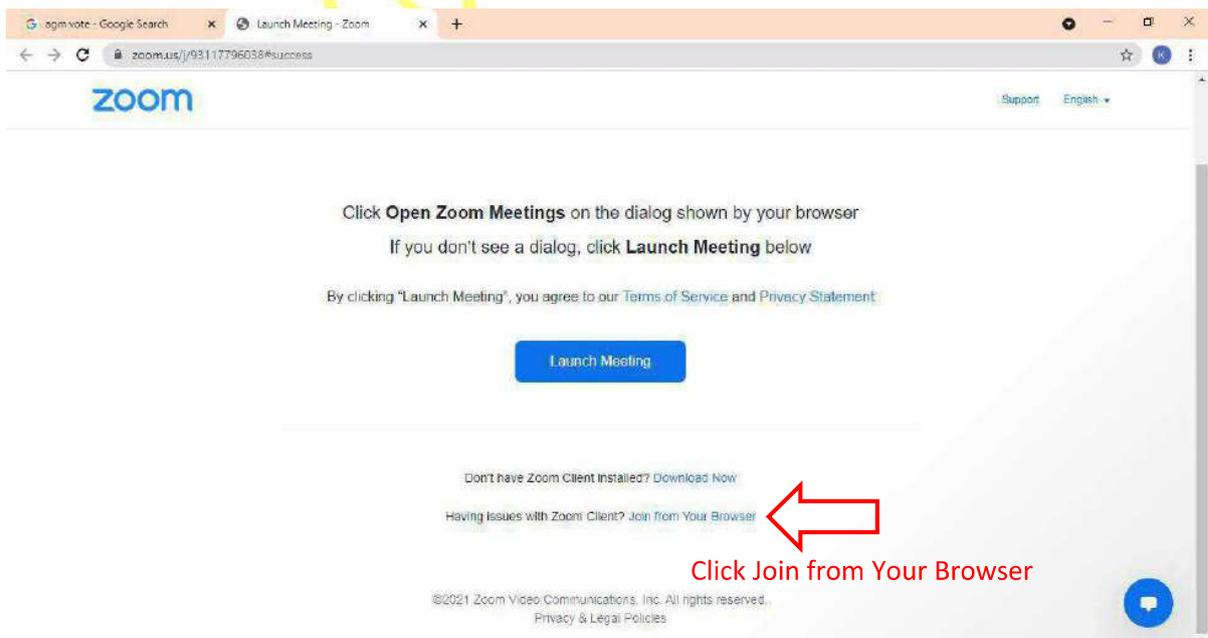 agm vote - Google Search
Launch Meeting - Zoom
zoom.us/j/93117796038#success
K
zoom
Support
English
Click Open Zoom Meetings on the dialog shown by your browser
If you don't see a dialog, click Launch Meeting below
By clicking "Launch Meeting", you agree to our Terms of Service and Privacy Statement
Launch Meeting
Don't have Zoom Client installed? Download Now
Having issues with Zoom Client? Join from Your Browser
Click Join from Your Browser
©2021 Zoom Video Communications, Inc. All rights reserved.
Privacy & Legal Policies